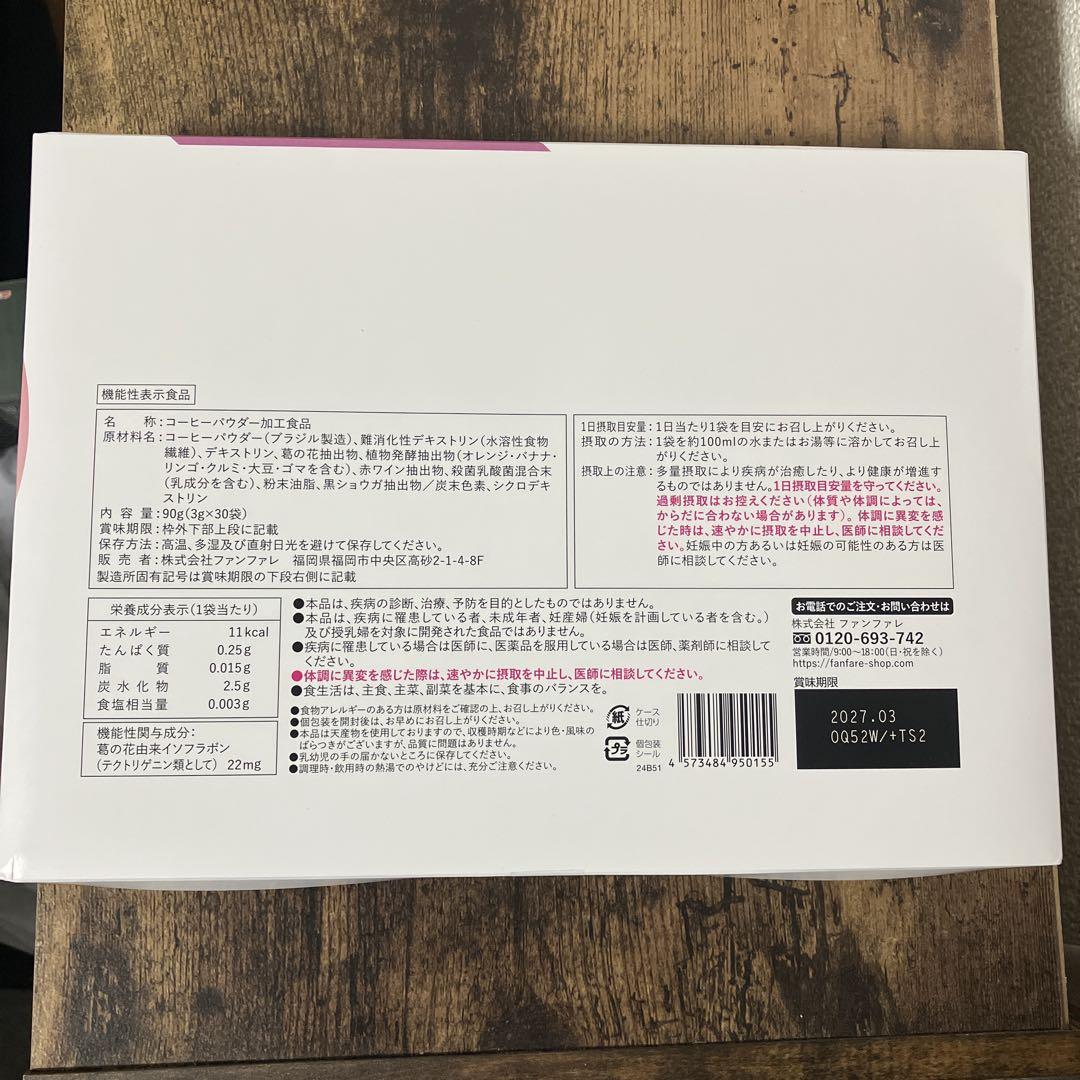 機能性表示食品
名　　称:コーヒーパウダー加工食品
原材料名:コーヒーパウダー(ブラジル製造)、難消化性デキストリン(水溶性食物
繊維)、デキストリン、葛の花抽出物、植物発酵抽出物(オレンジ・バナナ・
リンゴ・クルミ・大豆・ゴマを含む)、赤ワイン抽出物、殺菌乳酸菌混合末
(乳成分を含む)、粉末油脂、黒ショウガ抽出物／炭末色素、シクロデキ
ストリン
内 容 量:90g(3g×30袋)
賞味期限:枠外下部上段に記載
保存方法:高温、多湿及び直射日光を避けて保存してください。
販 売 者:株式会社ファンファレ　福岡県福岡市中央区高砂2-1-4-8F
製造所固有記号は賞味期限の下段右側に記載
1日摂取目安量:1日当たり1袋を目安にお召し上がりください。
摂取の方法:1袋を約100mlの水またはお湯等に溶かしてお召し上
がりください。
摂取上の注意:多量摂取により疾病が治癒したり、より健康が増進す
るものではありません。1日摂取目安量を守ってください。
過剰摂取はお控えください(体質や体調によっては、
からだに合わない場合があります)。体調に異変を感
じた時は、速やかに摂取を中止し、医師に相談してくだ
さい。妊娠中の方あるいは妊娠の可能性のある方は医
師に相談してください。
栄養成分表示(1袋当たり)
エネルギー 11kcal
たんぱく質 0.25g
脂　　質 0.015g
炭水化物 2.5g
食塩相当量 0.003g
機能性関与成分:
葛の花由来イソフラボン
(テクトリゲニン類として) 22mg
●本品は、疾病の診断、治療、予防を目的としたものではありません。
●本品は、疾病に罹患している者、未成年者、妊産婦(妊娠を計画している者を含む。)
及び授乳婦を対象に開発された食品ではありません。
●疾病に罹患している場合は医師に、医薬品を服用している場合は医師、薬剤師に相談して
ください。
●体調に異変を感じた際は、速やかに摂取を中止し、医師に相談してください。
●食生活は、主食、主菜、副菜を基本に、食事のバランスを。
●食物アレルギーのある方は原材料をご確認の上、お召し上がりください。
●個包装を開封後は、お早めにお召し上がりください。
●本品は天産物を使用しておりますので、収穫時期などにより色・風味の
ばらつきがございますが、品質に問題はありません。
●乳幼児の手の届かないところに保存してください。
●調理時・飲用時の熱湯でのやけどには、充分ご注意ください。
紙
ケース
仕切り
プラ
個包装
シール
24B51
4 573484 950155
お電話でのご注文・お問い合わせは
株式会社 ファンファレ
0120-693-742
営業時間/9:00〜18:00(日・祝を除く)
https://fanfare-shop.com
賞味期限
2027.03
0Q52W/+TS2